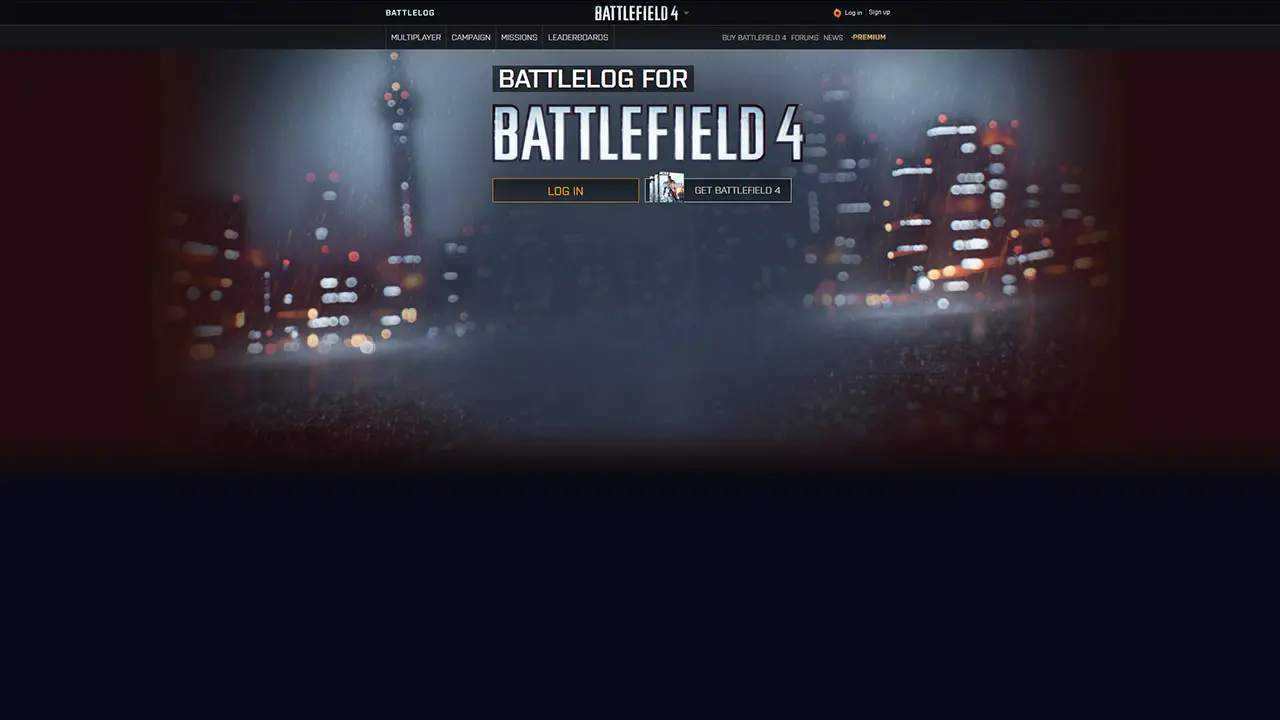 BATTLELOG
BATTLEFIELD 4
Log in
Sign up
MULTIPLAYER
CAMPAIGN
MISSIONS
LEADERBOARDS
BUY BATTLEFIELD 4
FORUMS
NEWS
PREMIUM
BATTLELOG FOR
BATTLEFIELD 4
LOG IN
GET BATTLEFIELD 4